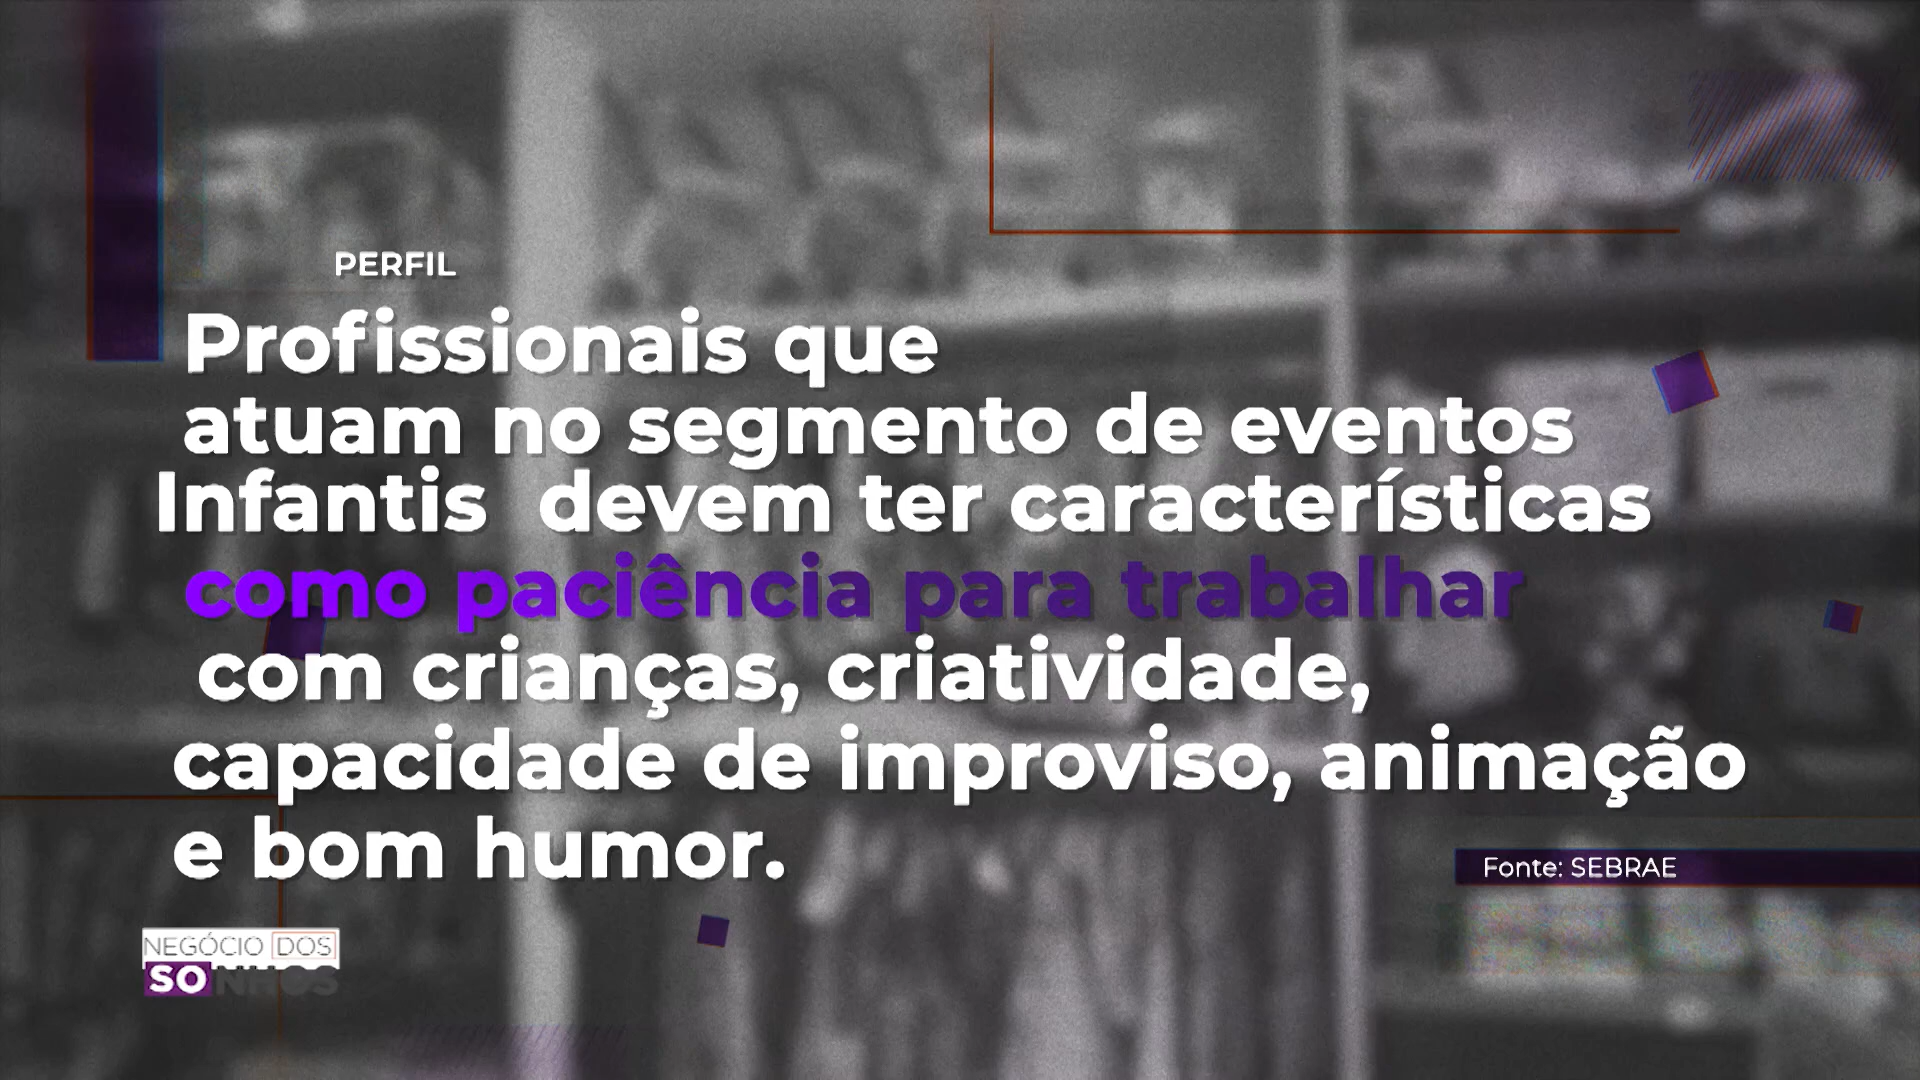 PERFIL
Profissionais que
atuam no segmento de eventos
Infantis devem ter características
como paciência para trabalhar
com crianças, criatividade,
capacidade de improviso, animação
e bom humor.
Fonte: SEBRAE
NEGÓCIO DOS
SONHOS